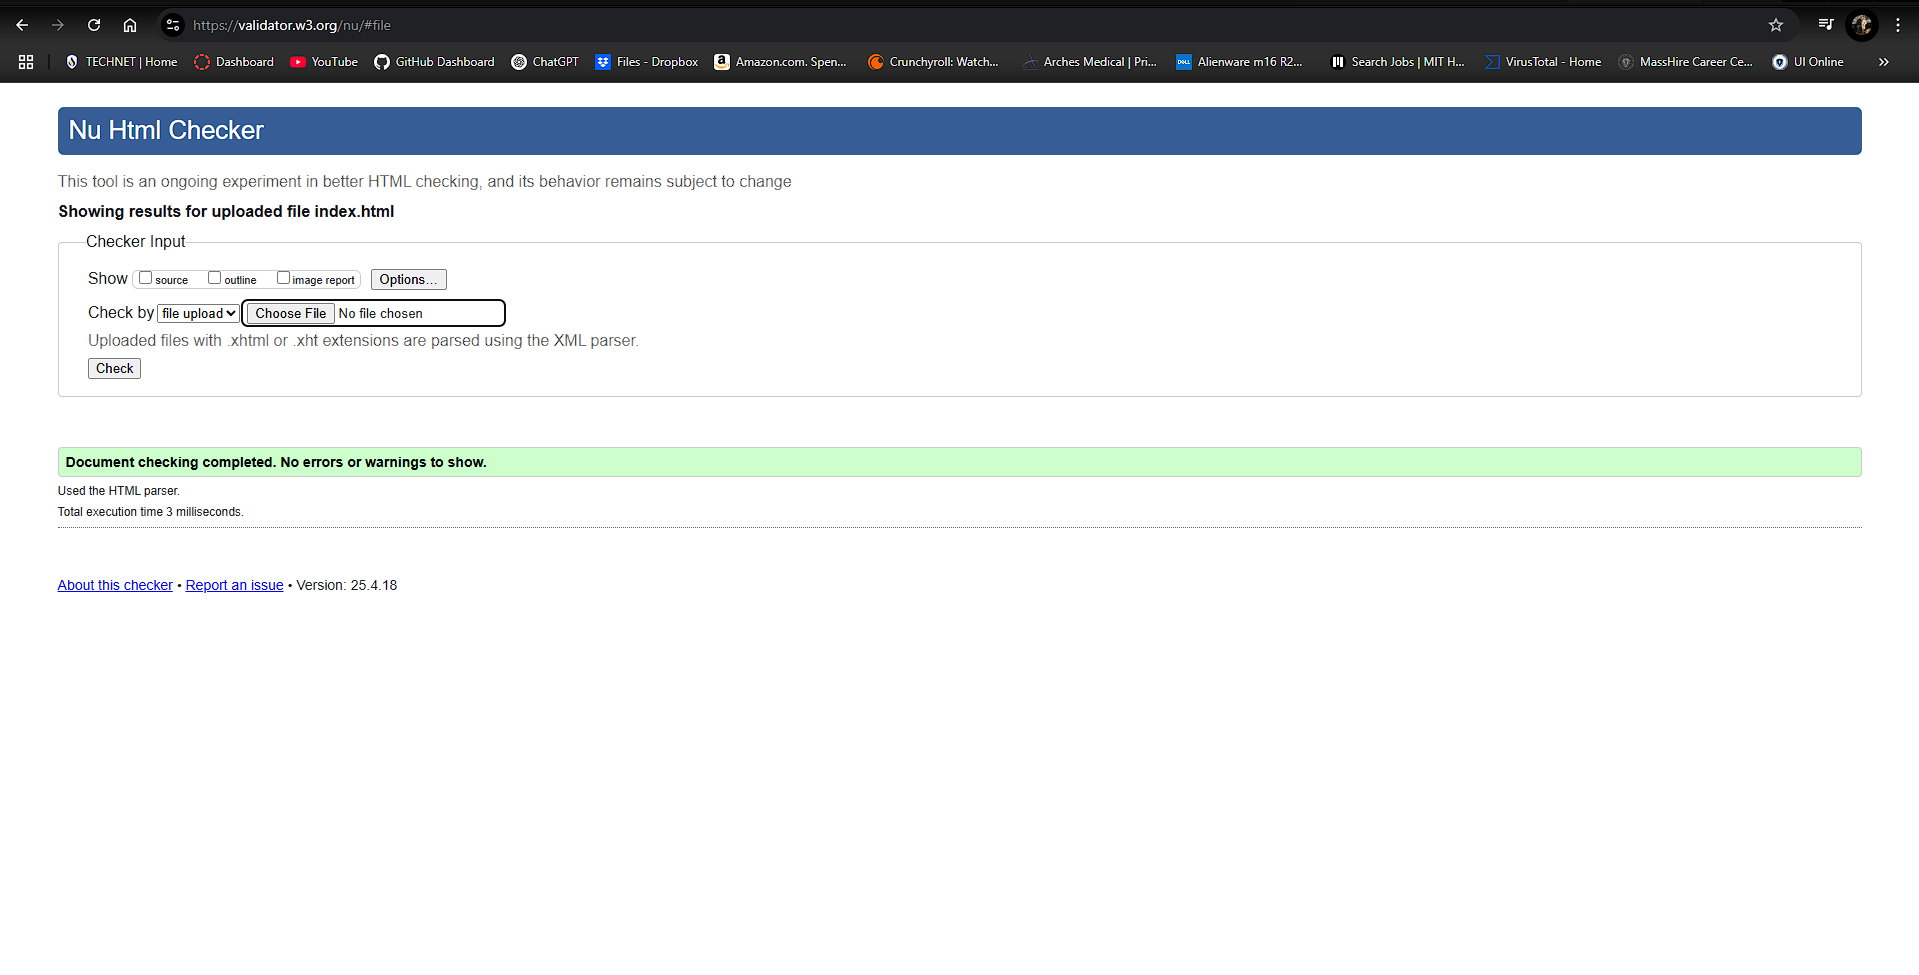 https://validator.w3.org/nu/#file
TECHNET | Home Dashboard YouTube GitHub Dashboard ChatGPT Files - Dropbox Amazon.com. Spen... Crunchyroll: Watch... Arches Medical | Pri... Alienware m16 R2... Search Jobs | MIT H... VirusTotal - Home MassHire Career Ce... UI Online »
Nu Html Checker
This tool is an ongoing experiment in better HTML checking, and its behavior remains subject to change
Showing results for uploaded file index.html
Checker Input
Show source outline image report Options...
Check by file upload Choose File No file chosen
Uploaded files with .xhtml or .xht extensions are parsed using the XML parser.
Check
Document checking completed. No errors or warnings to show.
Used the HTML parser.
Total execution time 3 milliseconds.
About this checker • Report an issue • Version: 25.4.18